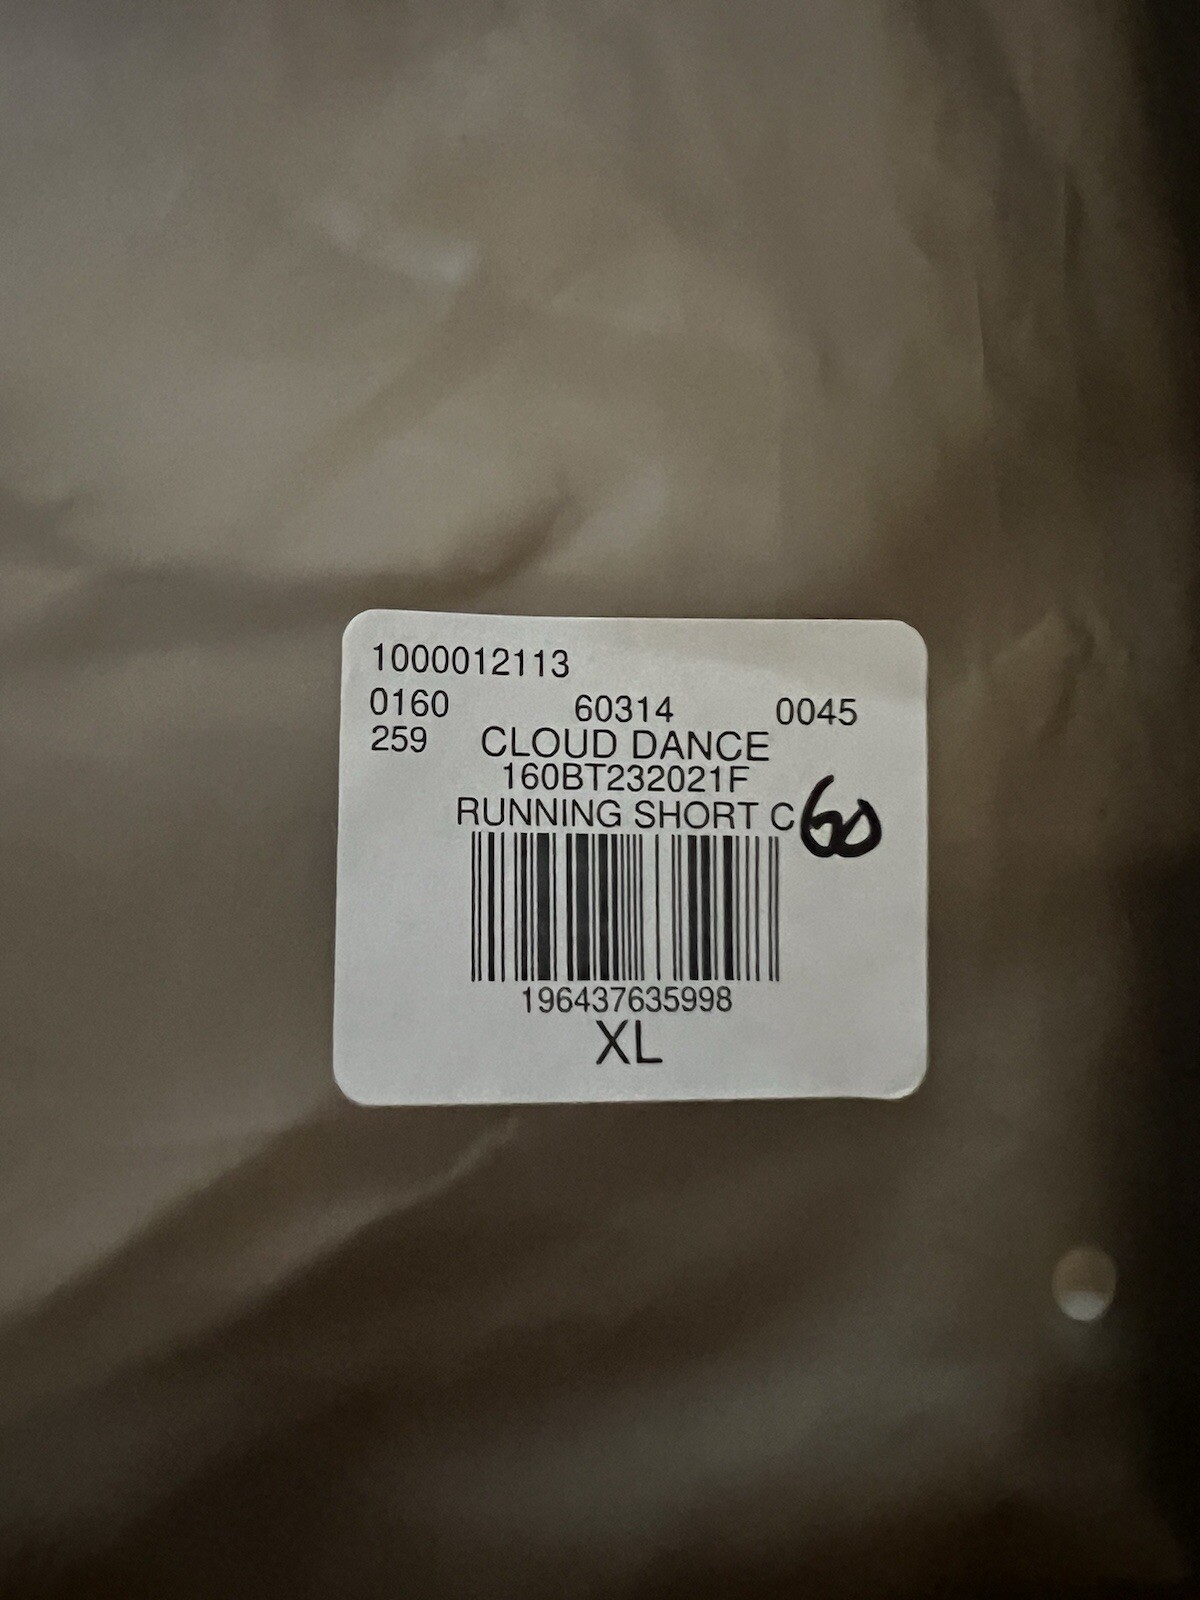 1000012113
0160 60314 0045
259 CLOUD DANCE
160BT232021F
RUNNING SHORT C
60
196437635998
XL